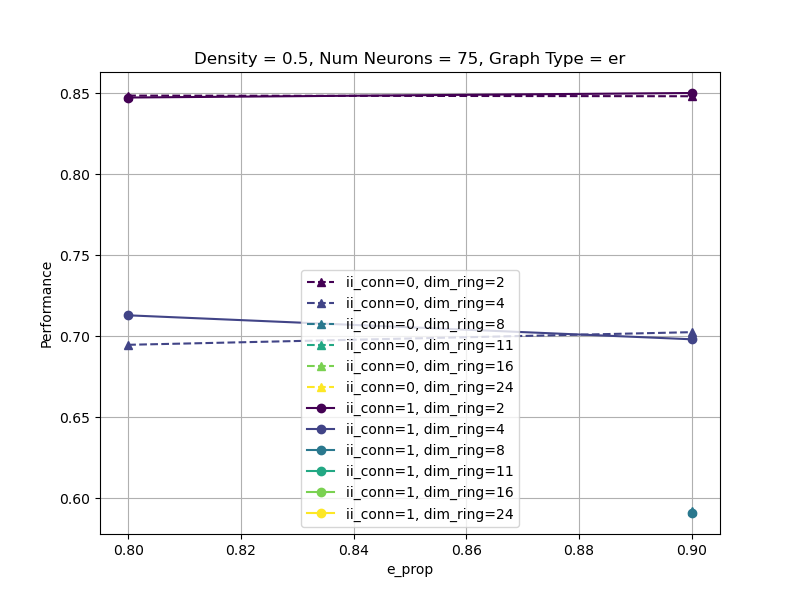 Density = 0.5, Num Neurons = 75, Graph Type = er
Performance
0.85
0.80
0.75
0.70
0.65
0.60
ii_conn=0, dim_ring=2
ii_conn=0, dim_ring=4
ii_conn=0, dim_ring=8
ii_conn=0, dim_ring=11
ii_conn=0, dim_ring=16
ii_conn=0, dim_ring=24
ii_conn=1, dim_ring=2
ii_conn=1, dim_ring=4
ii_conn=1, dim_ring=8
ii_conn=1, dim_ring=11
ii_conn=1, dim_ring=16
ii_conn=1, dim_ring=24
0.80 0.82 0.84 0.86 0.88 0.90
e_prop